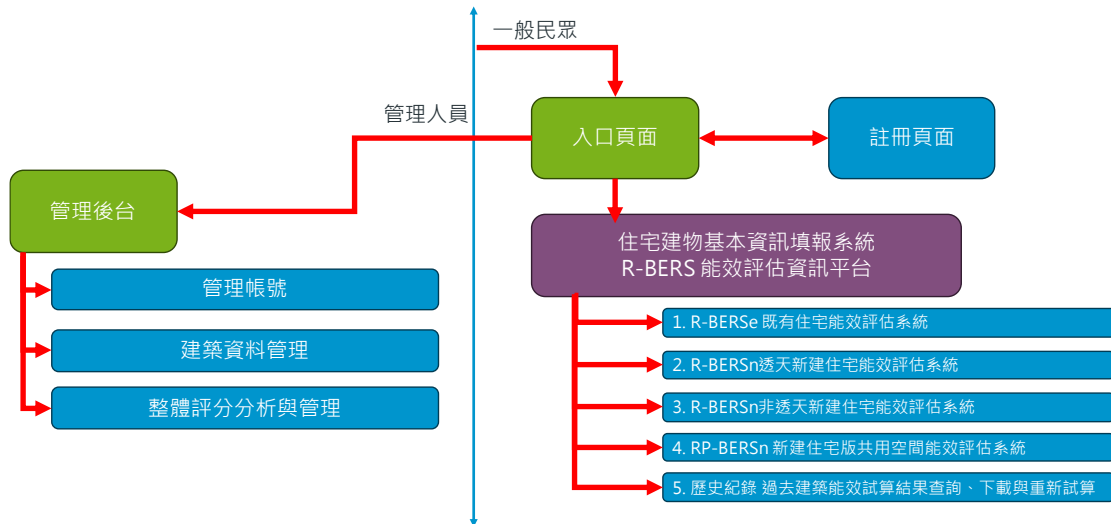 一般民眾
管理人員
入口頁面
註冊頁面
管理後台
住宅建物基本資訊填報系統
R-BERS 能效評估資訊平台
管理帳號
建築資料管理
整體評分分析與管理
1. R-BERSe 既有住宅能效評估系統
2. R-BERSn透天新建住宅能效評估系統
3. R-BERSn非透天新建住宅能效評估系統
4. RP-BERSn 新建住宅版共用空間能效評估系統
5. 歷史紀錄 過去建築能效試算結果查詢、下載與重新試算